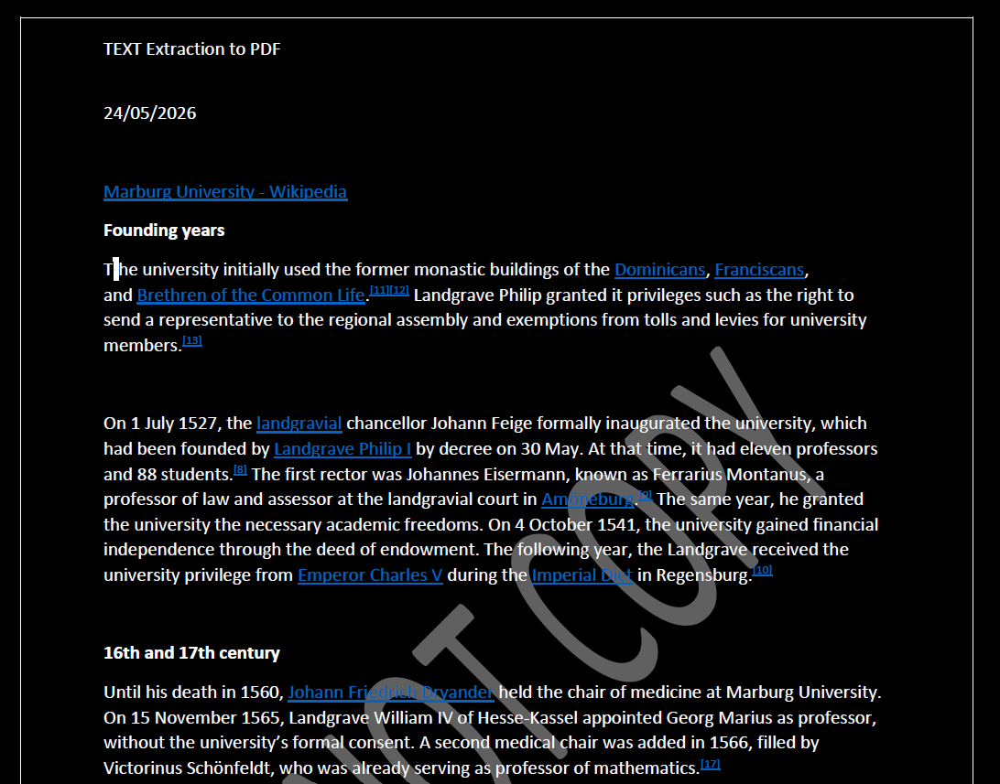 TEXT Extraction to PDF
24/05/2026
Marburg University - Wikipedia
Founding years
The university initially used the former monastic buildings of the Dominicans, Franciscans,
and Brethren of the Common Life.[11][12] Landgrave Philip granted it privileges such as the right to
send a representative to the regional assembly and exemptions from tolls and levies for university
members.[13]
On 1 July 1527, the landgravial chancellor Johann Feige formally inaugurated the university, which
had been founded by Landgrave Philip I by decree on 30 May. At that time, it had eleven professors
and 88 students.[8] The first rector was Johannes Eisermann, known as Ferrarius Montanus, a
professor of law and assessor at the landgravial court in Amöneburg.[9] The same year, he granted
the university the necessary academic freedoms. On 4 October 1541, the university gained financial
independence through the deed of endowment. The following year, the Landgrave received the
university privilege from Emperor Charles V during the Imperial Diet in Regensburg.[10]
16th and 17th century
Until his death in 1560, Johann Friedrich Dryander held the chair of medicine at Marburg University.
On 15 November 1565, Landgrave William IV of Hesse-Kassel appointed Georg Marius as professor,
without the university’s formal consent. A second medical chair was added in 1566, filled by
Victorinus Schönfeldt, who was already serving as professor of mathematics.[17]
NOT COPY